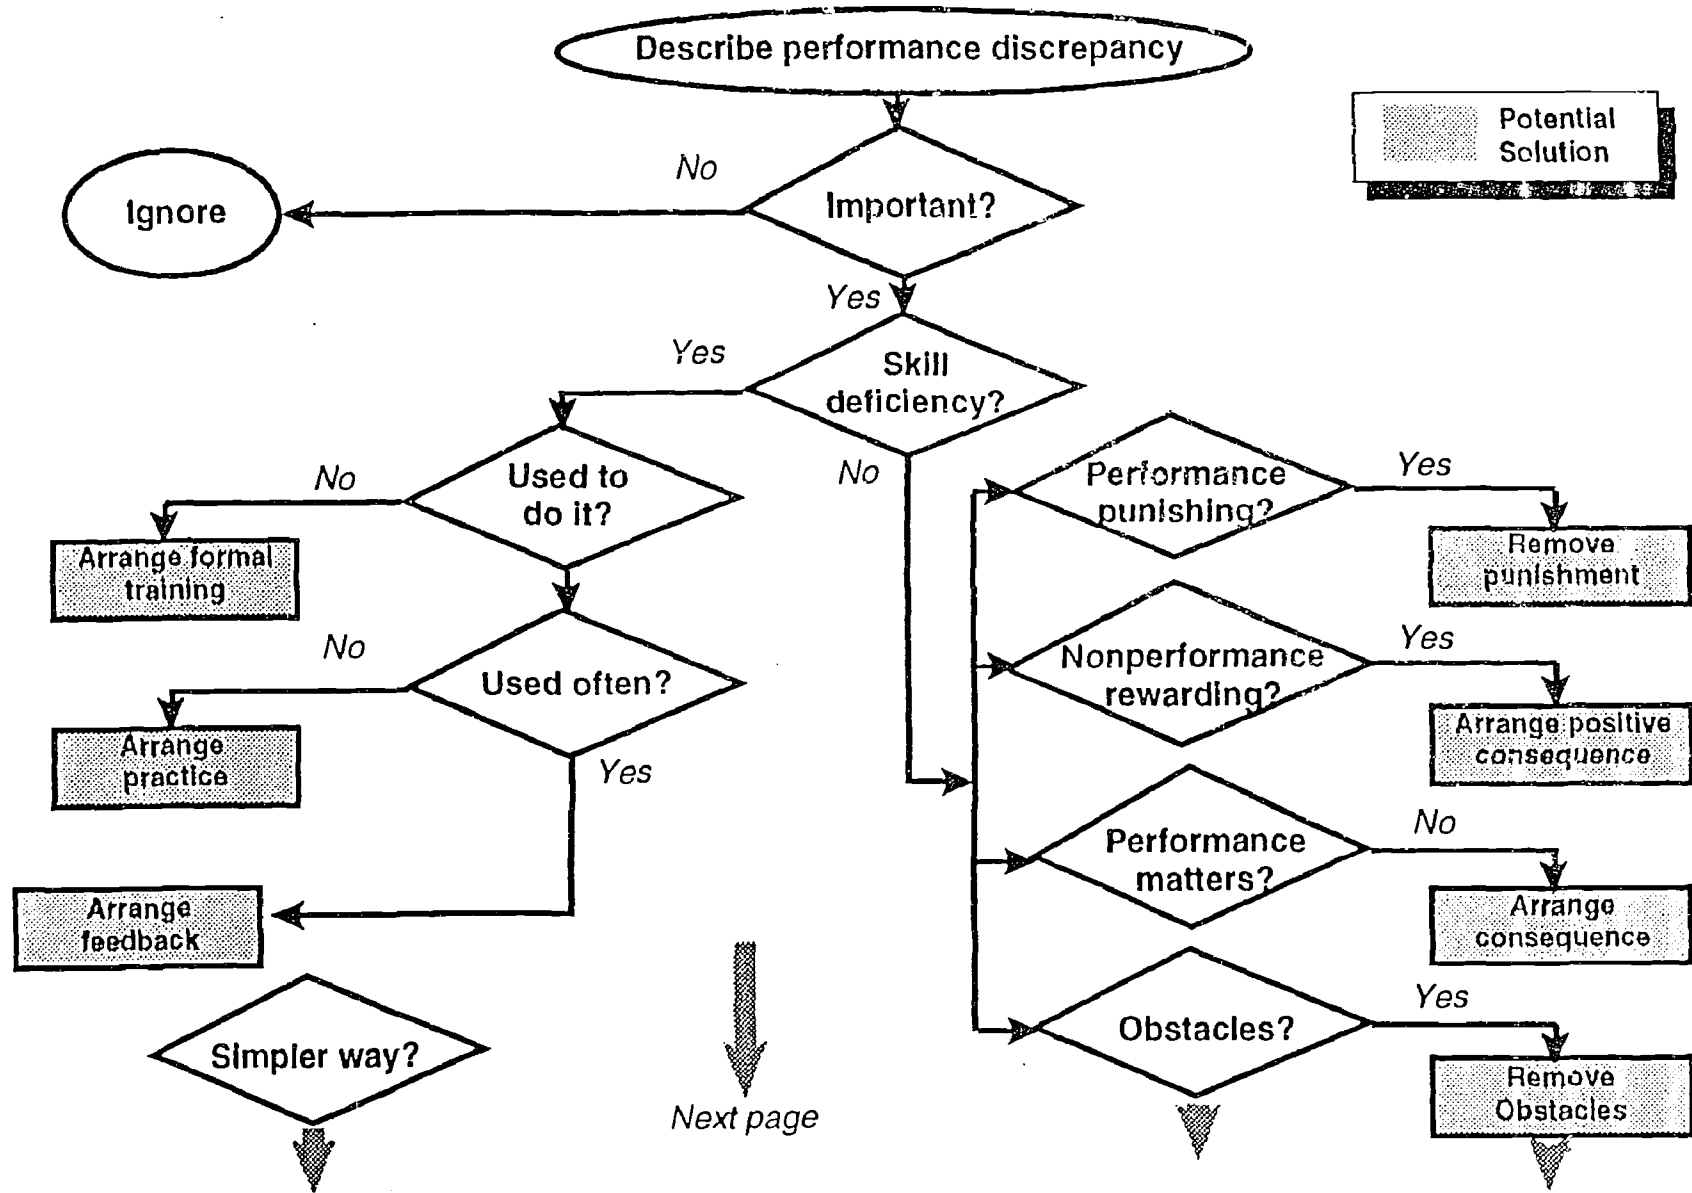 Describe performance discrepancy
Potential
Solution
No
Ignore
Important?
Yes
Yes
Skill
deficiency?
No
Used to
do it?
No
Arrange formal
training
Used often?
No
Arrange
practice
Yes
Arrange
feedback
Simpler way?
Next page
Performance
punishing?
Yes
Remove
punishment
Nonperformance
rewarding?
Yes
Arrange positive
consequence
Performance
matters?
No
Arrange
consequence
Obstacles?
Yes
Remove
Obstacles